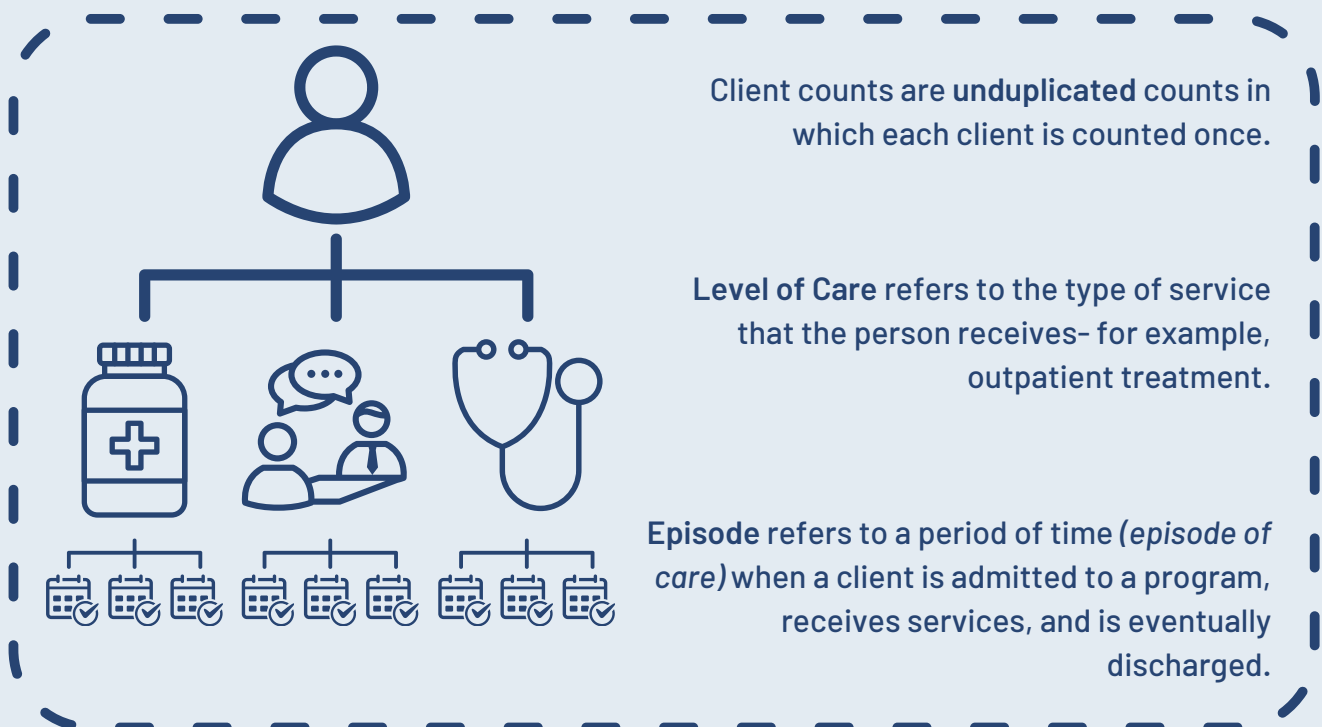 Client counts are unduplicated counts in
which each client is counted once.
Level of Care refers to the type of service
that the person receives- for example,
outpatient treatment.
Episode refers to a period of time (episode of
care) when a client is admitted to a program,
receives services, and is eventually
discharged.